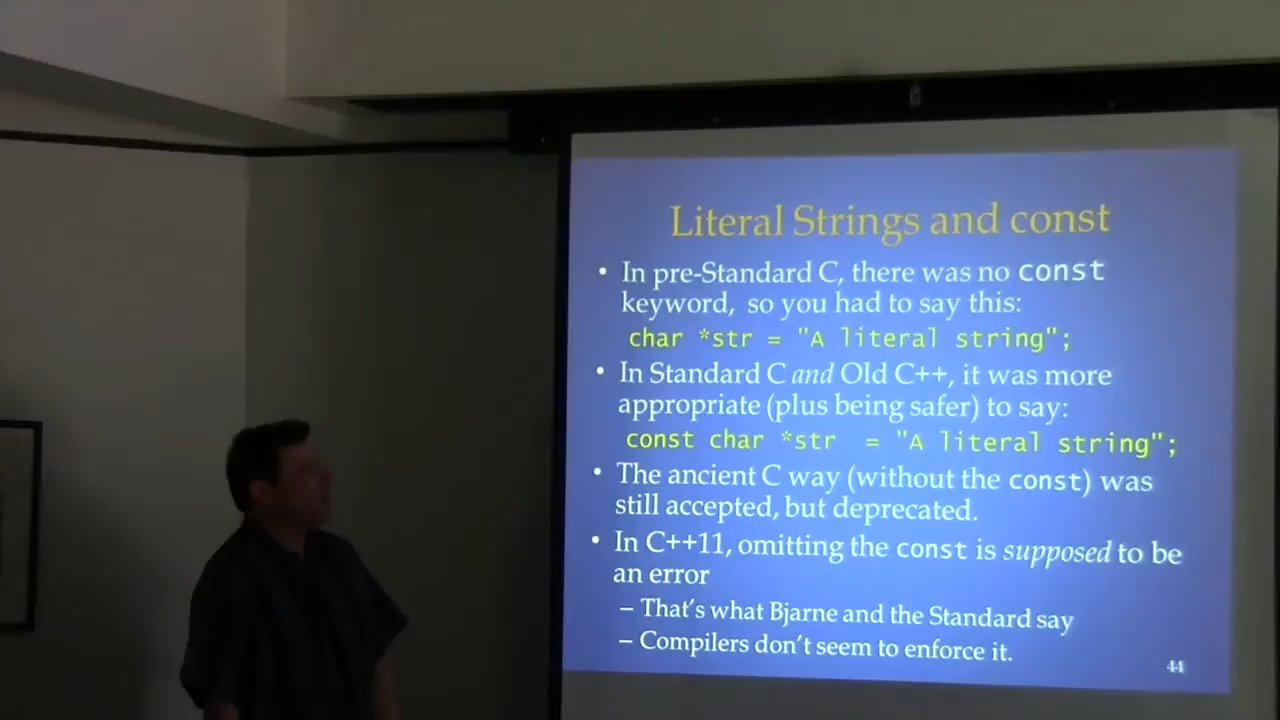 Literal Strings and const
• In pre-Standard C, there was no const
keyword, so you had to say this:
char *str = "A literal string";
• In Standard C and Old C++, it was more
appropriate (plus being safer) to say:
const char *str = "A literal string";
• The ancient C way (without the const) was
still accepted, but deprecated.
• In C++11, omitting the const is supposed to be
an error
– That's what Bjarne and the Standard say
– Compilers don't seem to enforce it.
44